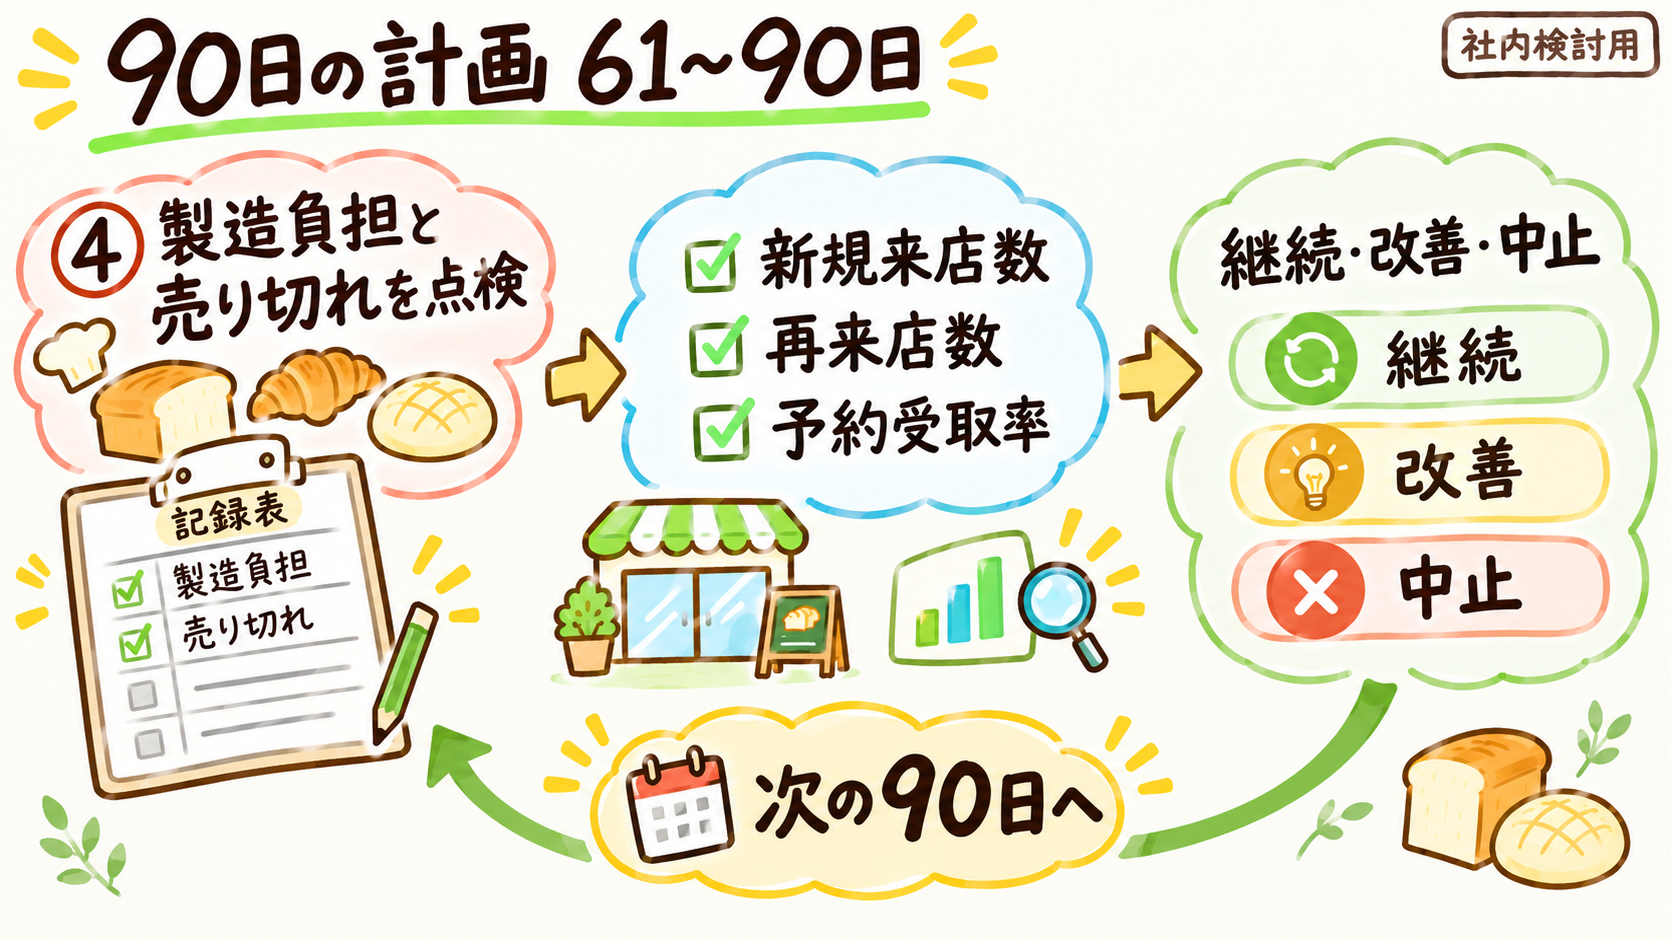 90日の計画 61~90日
社内検討用
④ 製造負担と
売り切れを点検
記録表
製造負担
売り切れ
新規来店数
再来店数
予約受取率
継続・改善・中止
継続
改善
中止
次の90日へ